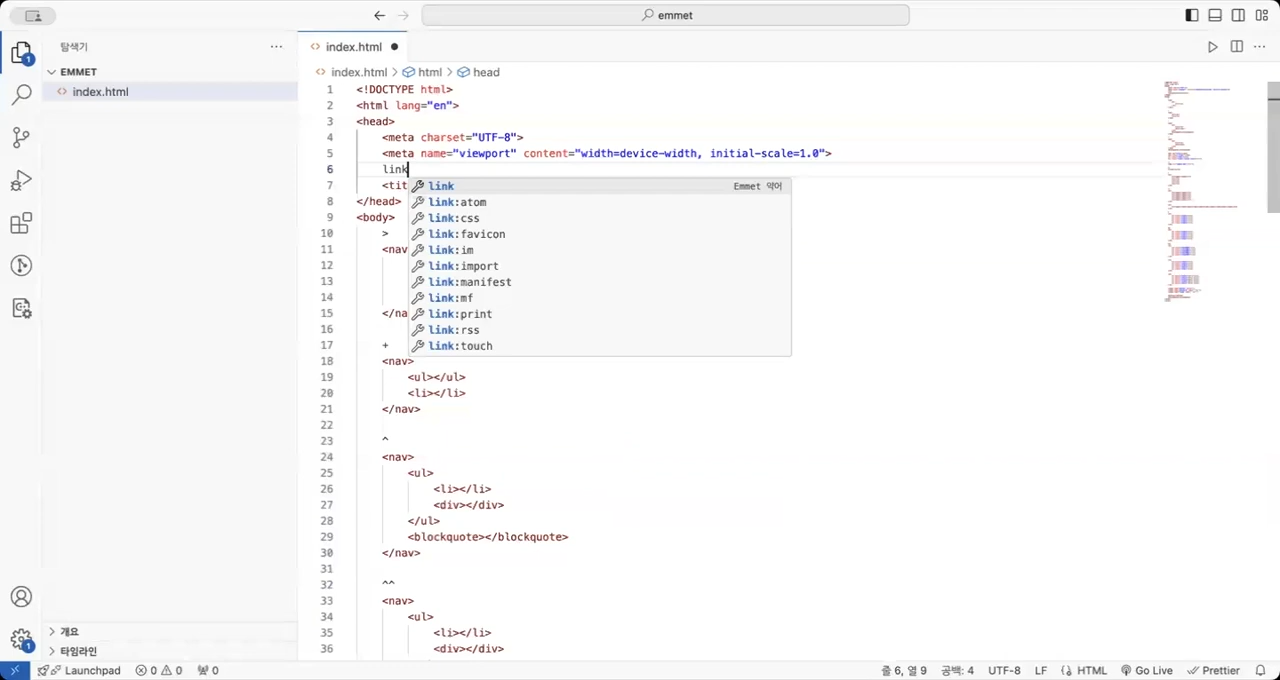 emmet
탐색기
EMMET
index.html
1
1
index.html
index.html
html
head
1 <!DOCTYPE html>
2 <html lang="en">
3 <head>
4 <meta charset="UTF-8">
5 <meta name="viewport" content="width=device-width, initial-scale=1.0">
6 link
7 <tit
8 </head>
9 <body>
10 >
11 <nav
12
13
14
15 </na
16
17 +
18 <nav>
19 <ul></ul>
20 <li></li>
21 </nav>
22
23 ^
24 <nav>
25 <ul>
26 <li></li>
27 <div></div>
28 </ul>
29 <blockquote></blockquote>
30 </nav>
31
32 ^^
33 <nav>
34 <ul>
35 <li></li>
36 <div></div>
link Emmet 약어
link:atom
link:css
link:favicon
link:im
link:import
link:manifest
link:mf
link:print
link:rss
link:touch
개요
타임라인
Launchpad
0 0
0
줄 6, 열 9
공백: 4
UTF-8
LF
HTML
Go Live
Prettier